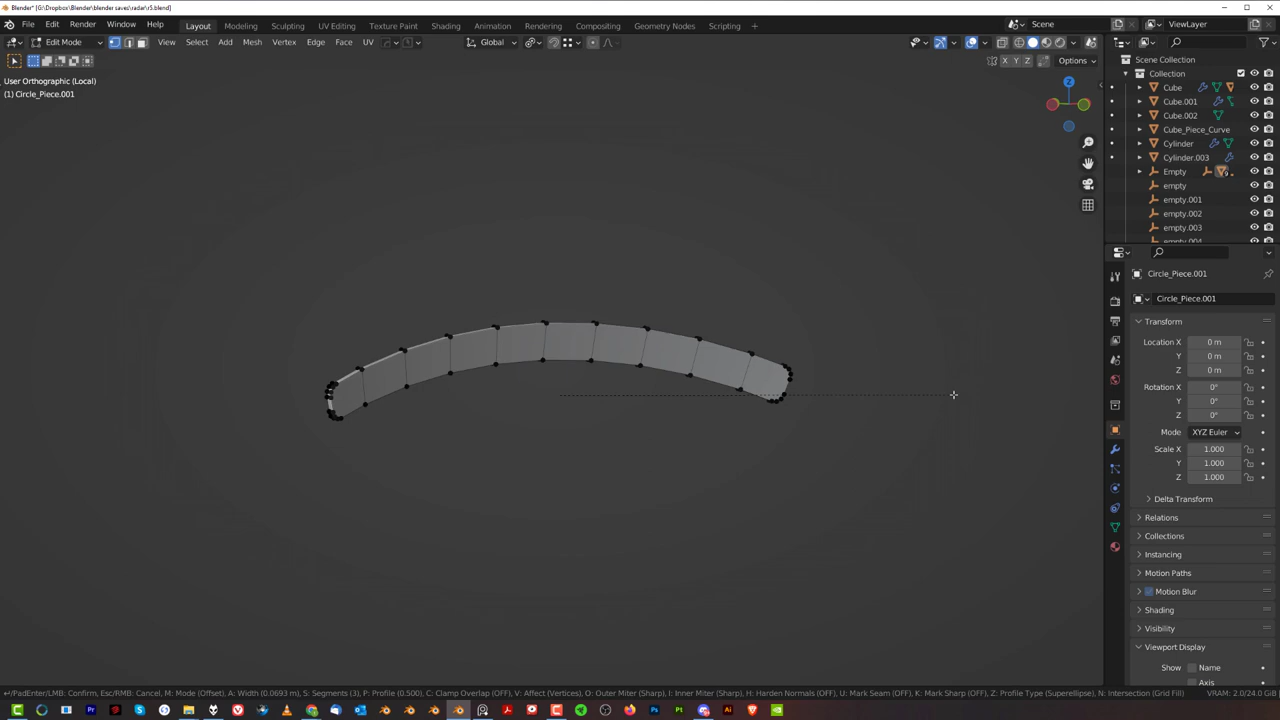 Blender* [G:\Dropbox\Blender\blender saves\radar\r5.blend]
File Edit Render Window Help Layout Modeling Sculpting UV Editing Texture Paint Shading Animation Rendering Compositing Geometry Nodes Scripting + Scene ViewLayer
Edit Mode View Select Add Mesh Vertex Edge Face UV Global
X Y Z Options
User Orthographic (Local)
(1) Circle_Piece.001
Z
Scene Collection
Collection
Cube
Cube.001
Cube.002
Cube_Piece_Curve
Cylinder
Cylinder.003
Empty
empty
empty.001
empty.002
empty.003
empty.004
Circle_Piece.001
Circle_Piece.001
Transform
Location X 0 m
Y 0 m
Z 0 m
Rotation X 0°
Y 0°
Z 0°
Mode XYZ Euler
Scale X 1.000
Y 1.000
Z 1.000
Delta Transform
Relations
Collections
Instancing
Motion Paths
Motion Blur
Shading
Visibility
Viewport Display
Show Name
Axis
↵/PadEnter/LMB: Confirm, Esc/RMB: Cancel, M: Mode (Offset), A: Width (0.0693 m), S: Segments (3), P: Profile (0.500), C: Clamp Overlap (OFF), V: Affect (Vertices), O: Outer Miter (Sharp), I: Inner Miter (Sharp), H: Harden Normals (OFF), U: Mark Seam (OFF), K: Mark Sharp (OFF), Z: Profile Type (Superellipse), N: Intersection (Grid Fill) VRAM: 2.0/24.0 GiB